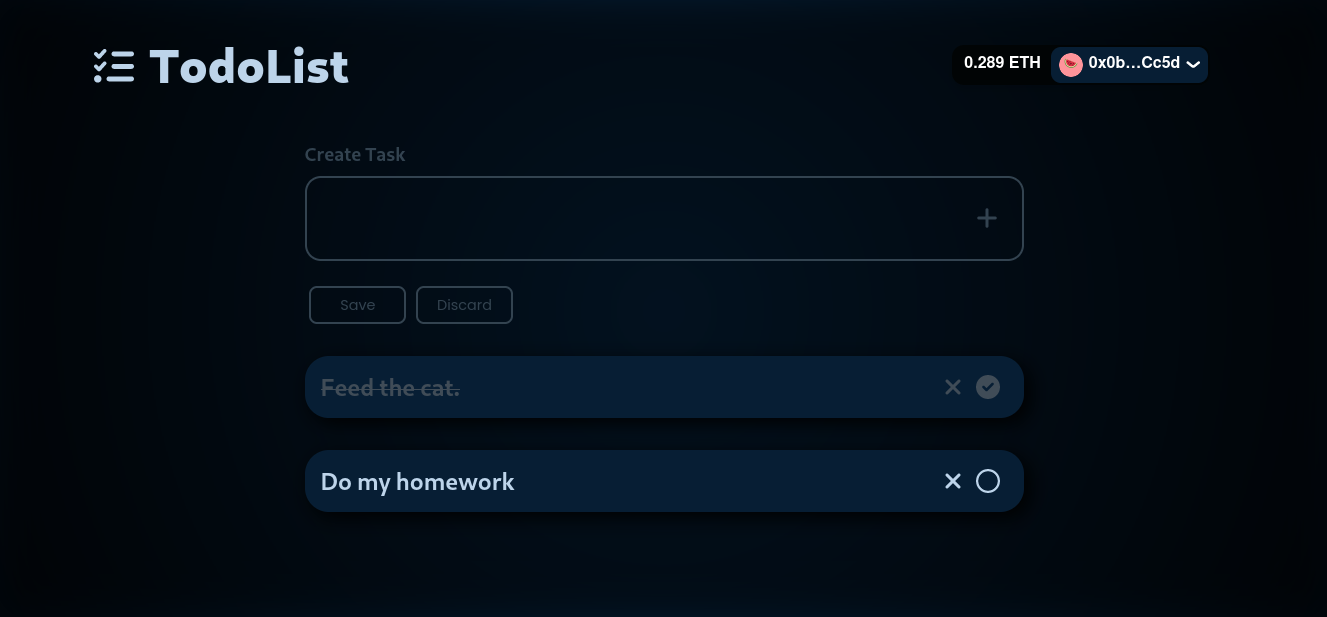 TodoList
0.289 ETH
0x0b...Cc5d
Create Task
Save
Discard
Feed the cat.
Do my homework